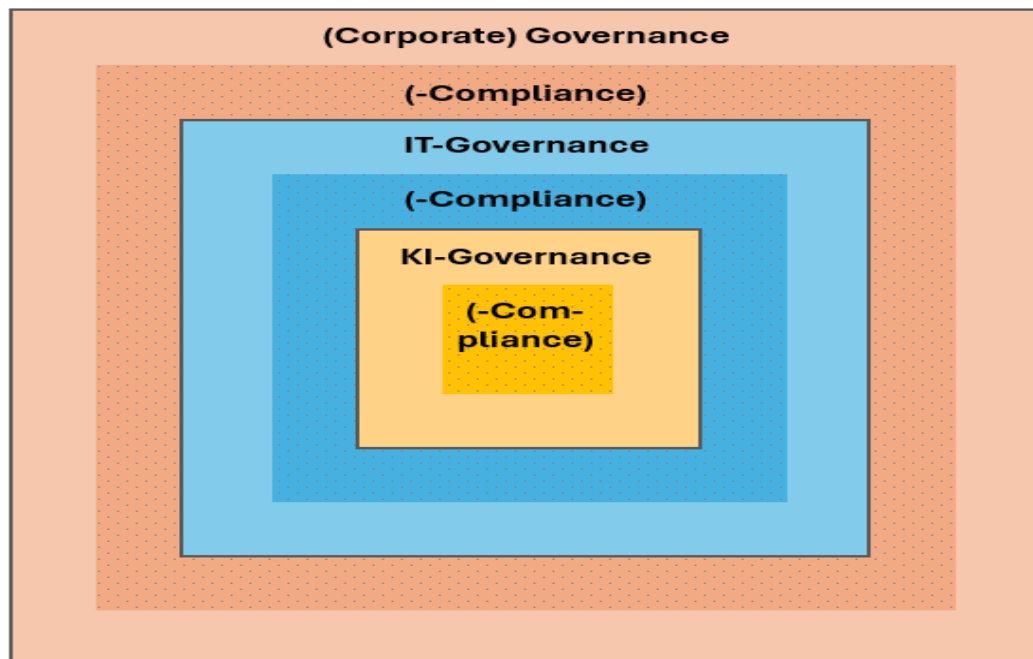 (Corporate) Governance
(-Compliance)
IT-Governance
(-Compliance)
KI-Governance
(-Com-
pliance)